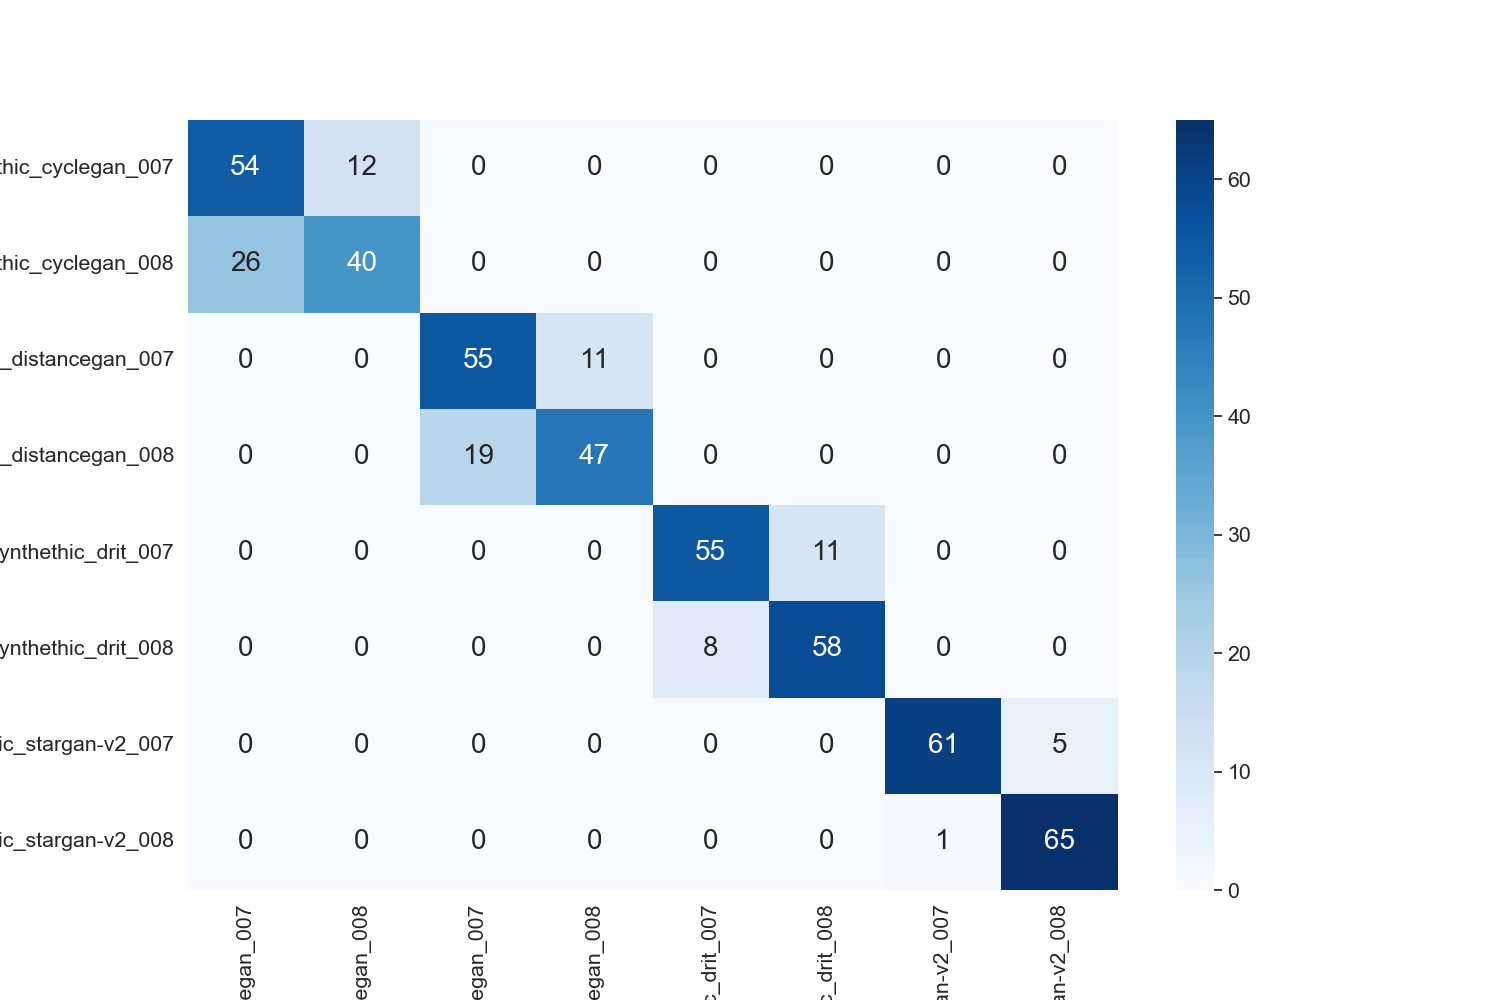 thic_cyclegan_007 54 12 0 0 0 0 0 0
thic_cyclegan_008 26 40 0 0 0 0 0 0
_distancegan_007 0 0 55 11 0 0 0 0
_distancegan_008 0 0 19 47 0 0 0 0
ynthethic_drit_007 0 0 0 0 55 11 0 0
ynthethic_drit_008 0 0 0 0 8 58 0 0
ic_stargan-v2_007 0 0 0 0 0 0 61 5
ic_stargan-v2_008 0 0 0 0 0 0 1 65
egan_007
egan_008
egan_007
egan_008
c_drit_007
c_drit_008
an-v2_007
an-v2_008
60
50
40
30
20
10
0